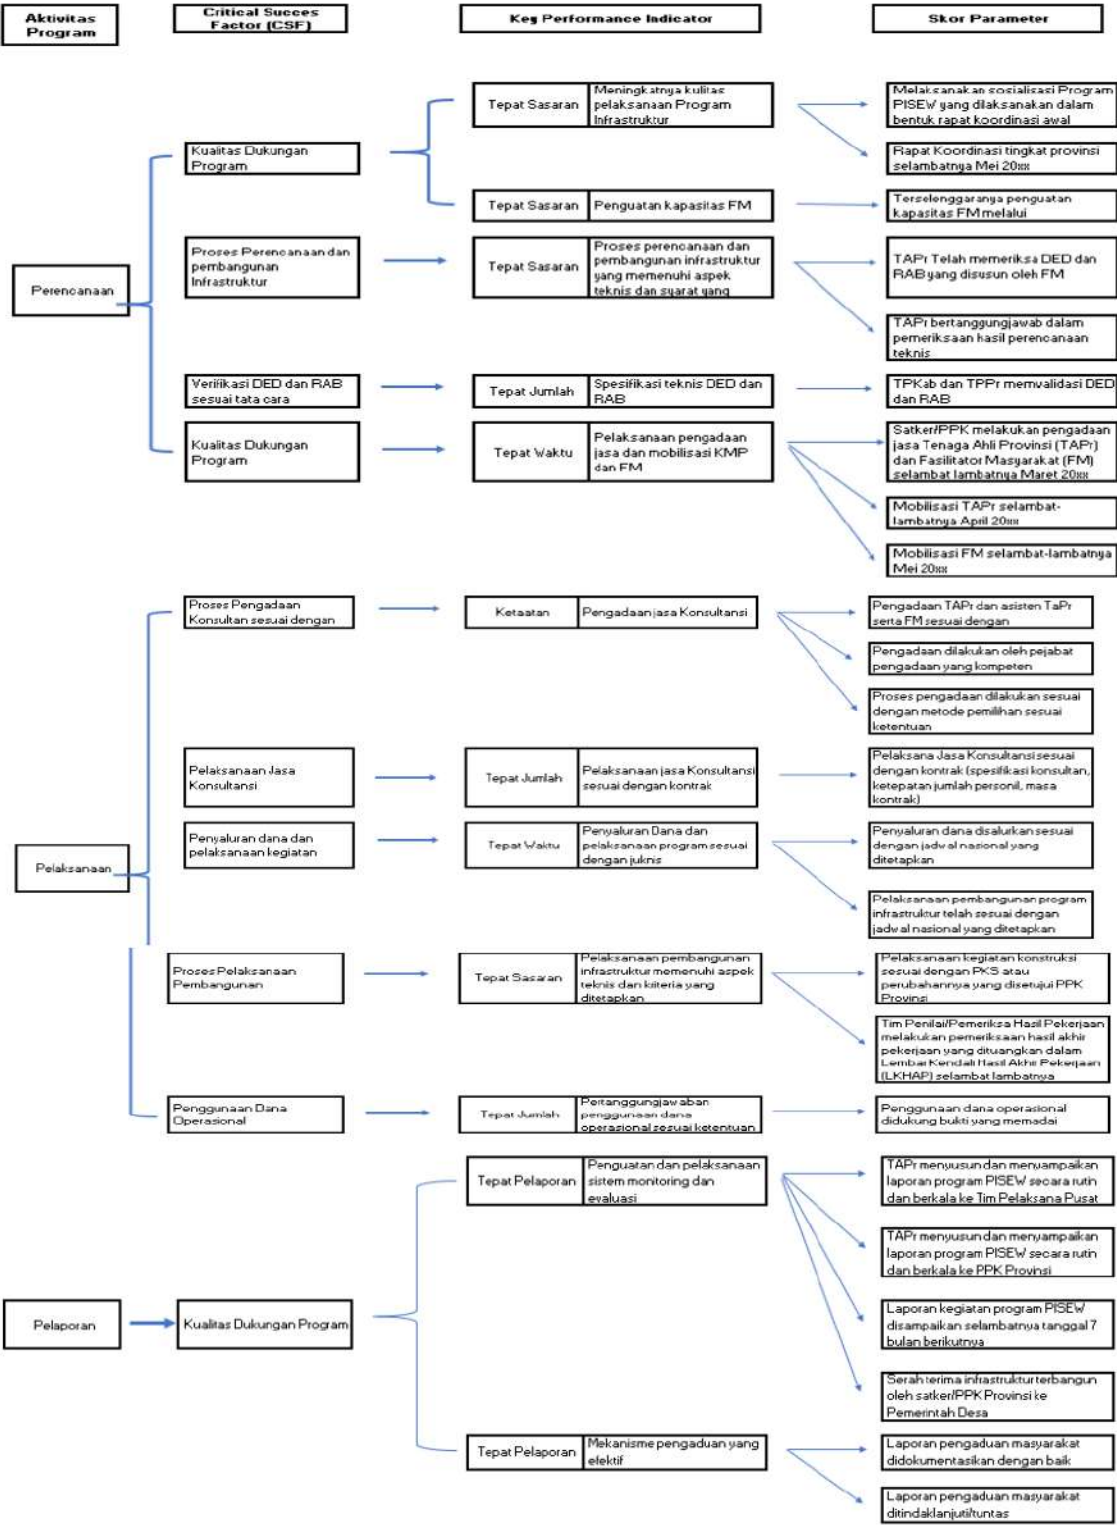 Aktivitas
Program
Critical Succes
Factor (CSF)
Key Performance Indicator
Skor Parameter
Perencanaan
Kualitas Dukungan
Program
Tepat Sasaran
Meningkatnya kulitas
pelaksanaan Program
Infrastruktur
Melaksanakan sosialisasi Program
PISEW yang dilaksanakan dalam
bentuk rapat koordinasi awal
Rapat Koordinasi tingkat provinsi
selambatnya Mei 20xx
Tepat Sasaran
Penguatan kapasitas FM
Terselenggaranya penguatan
kapasitas FM melalui
Proses Perencanaan dan
pembangunan
Infrastruktur
Tepat Sasaran
Proses perencanaan dan
pembangunan infrastruktur
yang memenuhi aspek
teknis dan syarat yang
TAPr Telah memeriksa DED dan
RAB yang disusun oleh FM
TAPr bertanggungjawab dalam
pemeriksaan hasil perencanaan
teknis
Verifikasi DED dan RAB
sesuai tata cara
Tepat Jumlah
Spesifikasi teknis DED dan
RAB
TPKab dan TPPr memvalidasi DED
dan RAB
Kualitas Dukungan
Program
Tepat Waktu
Pelaksanaan pengadaan
jasa dan mobilisasi KMP
dan FM
Satker/PPK melakukan pengadaan
jasa Tenaga Ahli Provinsi (TAPr)
dan Fasilitator Masyarakat (FM)
selambat lambatnya Maret 20xx
Mobilisasi TAPr selambat-
lambatnya April 20xx
Mobilisasi FM selambat-lambatnya
Mei 20xx
Pelaksanaan
Proses Pengadaan
Konsultan sesuai dengan
Ketaatan
Pengadaan jasa Konsultansi
Pengadaan TAPr dan asisten TaPr
serta FM sesuai dengan
Pengadaan dilakukan oleh pejabat
pengadaan yang kompeten
Proses pengadaan dilakukan sesuai
dengan metode pemilihan sesuai
ketentuan
Pelaksanaan Jasa
Konsultansi
Tepat Jumlah
Pelaksanaan jasa Konsultansi
sesuai dengan kontrak
Pelaksana Jasa Konsultansi sesuai
dengan kontrak (spesifikasi konsultan,
ketepatan jumlah personil, masa
kontrak)
Penyaluran dana dan
pelaksanaan kegiatan
Tepat Waktu
Penyaluran Dana dan
pelaksanaan program sesuai
dengan juknis
Penyaluran dana disalurkan sesuai
dengan jadwal nasional yang
ditetapkan
Pelaksanaan pembangunan program
infrastruktur telah sesuai dengan
jadwal nasional yang ditetapkan
Proses Pelaksanaan
Pembangunan
Tepat Sasaran
Pelaksanaan pembangunan
infrastruktur memenuhi aspek
teknis dan kriteria yang
ditetapkan
Pelaksanaan kegiatan konstruksi
sesuai dengan PKS atau
perubahannya yang disetujui PPK
Provinsi
Tim Penilai/Pemeriksa Hasil Pekerjaan
melakukan pemeriksaan hasil akhir
pekerjaan yang dituangkan dalam
Lembar Kendali Hasil Akhir Pekerjaan
(LKHAP) selambat lambatnya
Penggunaan Dana
Operasional
Tepat Jumlah
Pertanggungjawaban
penggunaan dana
operasional sesuai ketentuan
Penggunaan dana operasional
didukung bukti yang memadai
Pelaporan
Kualitas Dukungan Program
Tepat Pelaporan
Penguatan dan pelaksanaan
sistem monitoring dan
evaluasi
TAPr menyusun dan menyampaikan
laporan program PISEW secara rutin
dan berkala ke Tim Pelaksana Pusat
TAPr menyusun dan menyampaikan
laporan program PISEW secara rutin
dan berkala ke PPK Provinsi
Laporan kegiatan program PISEW
disampaikan selambatnya tanggal 7
bulan berikutnya
Serah terima infrastruktur terbangun
oleh satker/PPK Provinsi ke
Pemerintah Desa
Tepat Pelaporan
Mekanisme pengaduan yang
efektif
Laporan pengaduan masyarakat
didokumentasikan dengan baik
Laporan pengaduan masyarakat
ditindaklanjuti/tuntas